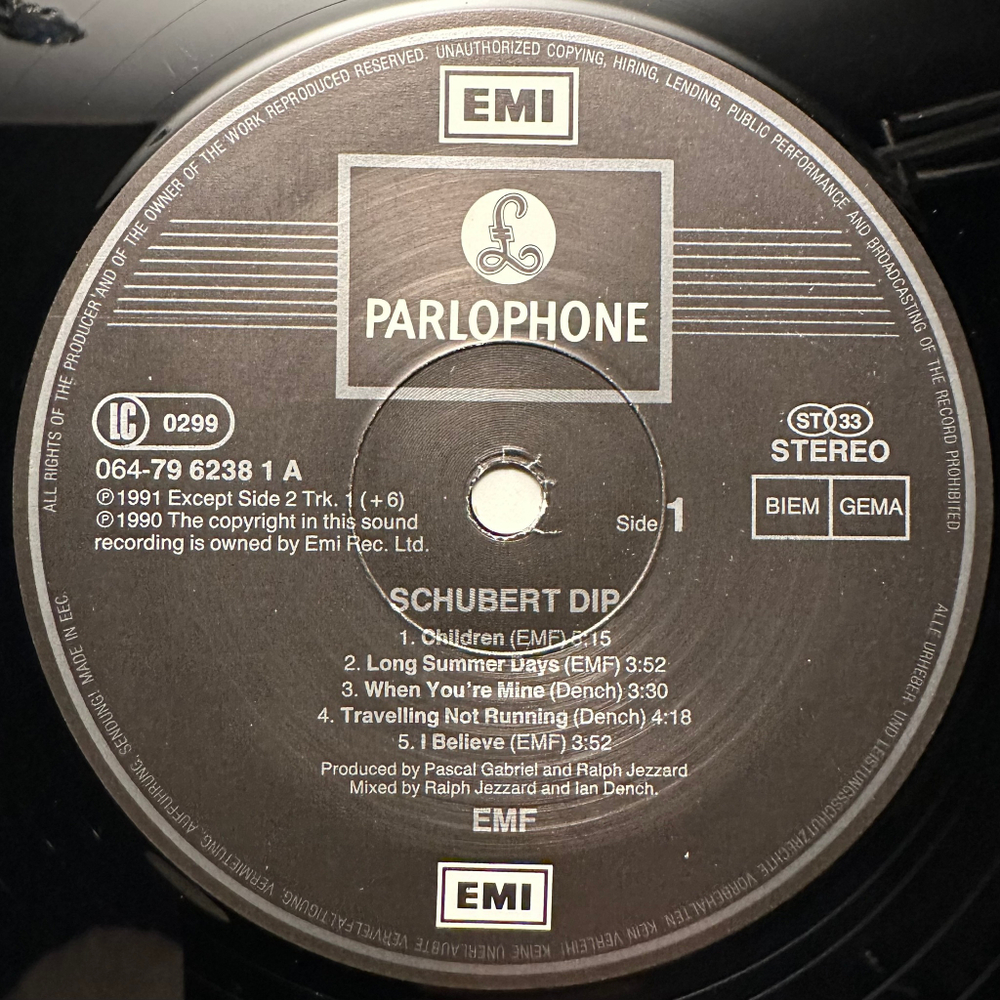 ALL RIGHTS OF THE PRODUCER AND OF THE OWNER OF THE WORK REPRODUCED RESERVED. UNAUTHORIZED COPYING, HIRING, LENDING, PUBLIC PERFORMANCE AND BROADCASTING OF THE RECORD PROHIBITED.
EMI
£
PARLOPHONE
LC 0299
064-79 6238 1 A
℗1991 Except Side 2 Trk. 1 (+6)
℗1990 The copyright in this sound
recording is owned by Emi Rec. Ltd.
ST 33
STEREO
BIEM GEMA
Side 1
SCHUBERT DIP
1. Children (EMF) 5:15
2. Long Summer Days (EMF) 3:52
3. When You're Mine (Dench) 3:30
4. Travelling Not Running (Dench) 4:18
5. I Believe (EMF) 3:52
Produced by Pascal Gabriel and Ralph Jezzard
Mixed by Ralph Jezzard and Ian Dench.
EMF
EMI
ALLE URHEBER- UND LEISTUNGSSCHUTZRECHTE VORBEHALTEN. KEIN VERLEIH! KEINE UNERLAUBTE VERVIELFÄLTIGUNG, VERMIETUNG, AUFFÜHRUNG, SENDUNG! MADE IN EEC.